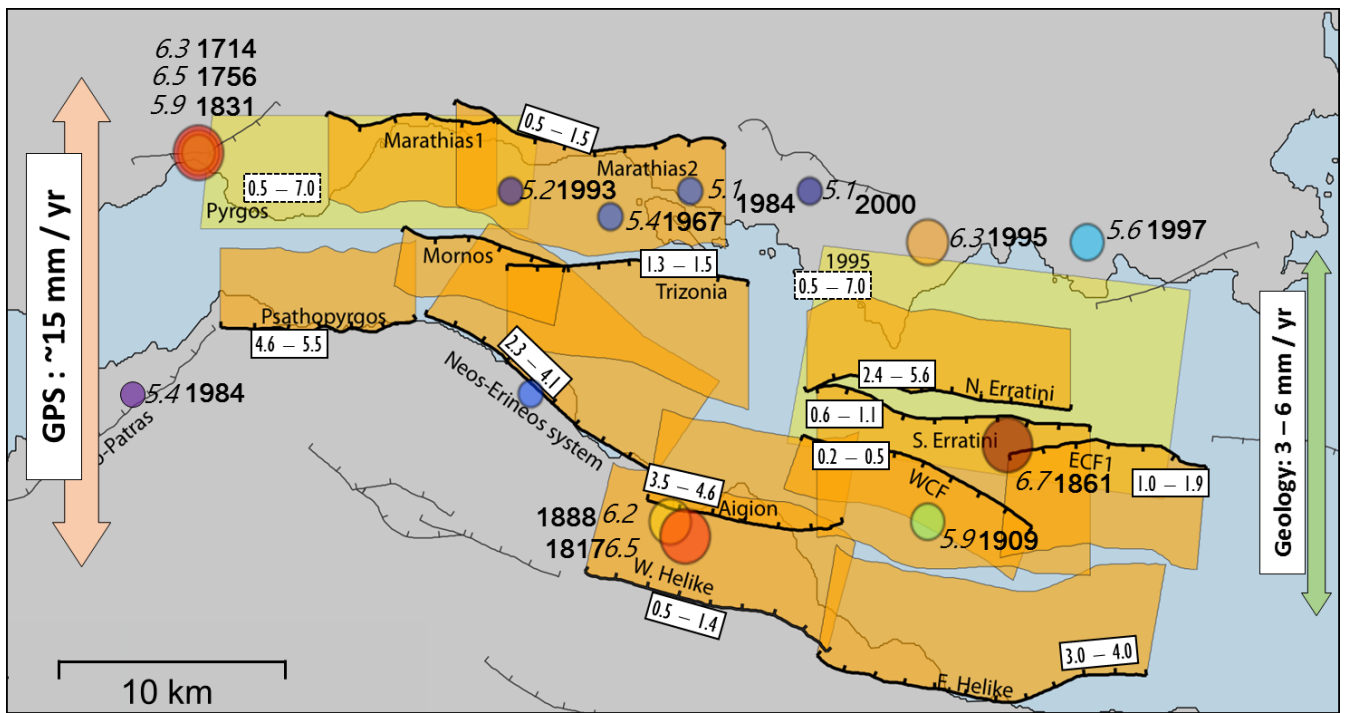 6.3 1714
6.5 1756
5.9 1831
GPS : ~15 mm / yr
0.5 – 7.0
Pyrgos
Marathias1
0.5 – 1.5
Marathias2
5.2 1993
5.4 1967
5.1 1984
5.1 2000
6.3 1995
5.6 1997
Mornos
1.3 – 1.5
Trizonia
1995
0.5 – 7.0
Psathopyrgos
4.6 – 5.5
2.3 – 4.1
Neos-Erineos system
5.4 1984
o-Patras
2.4 – 5.6
N. Erratini
0.6 – 1.1
S. Erratini
0.2 – 0.5
WCF
ECF1
6.7 1861
1.0 – 1.9
Geology: 3 – 6 mm / yr
3.5 – 4.6
Aigion
1888 6.2
1817 6.5
5.9 1909
W. Helike
0.5 – 1.4
3.0 – 4.0
E. Helike
10 km